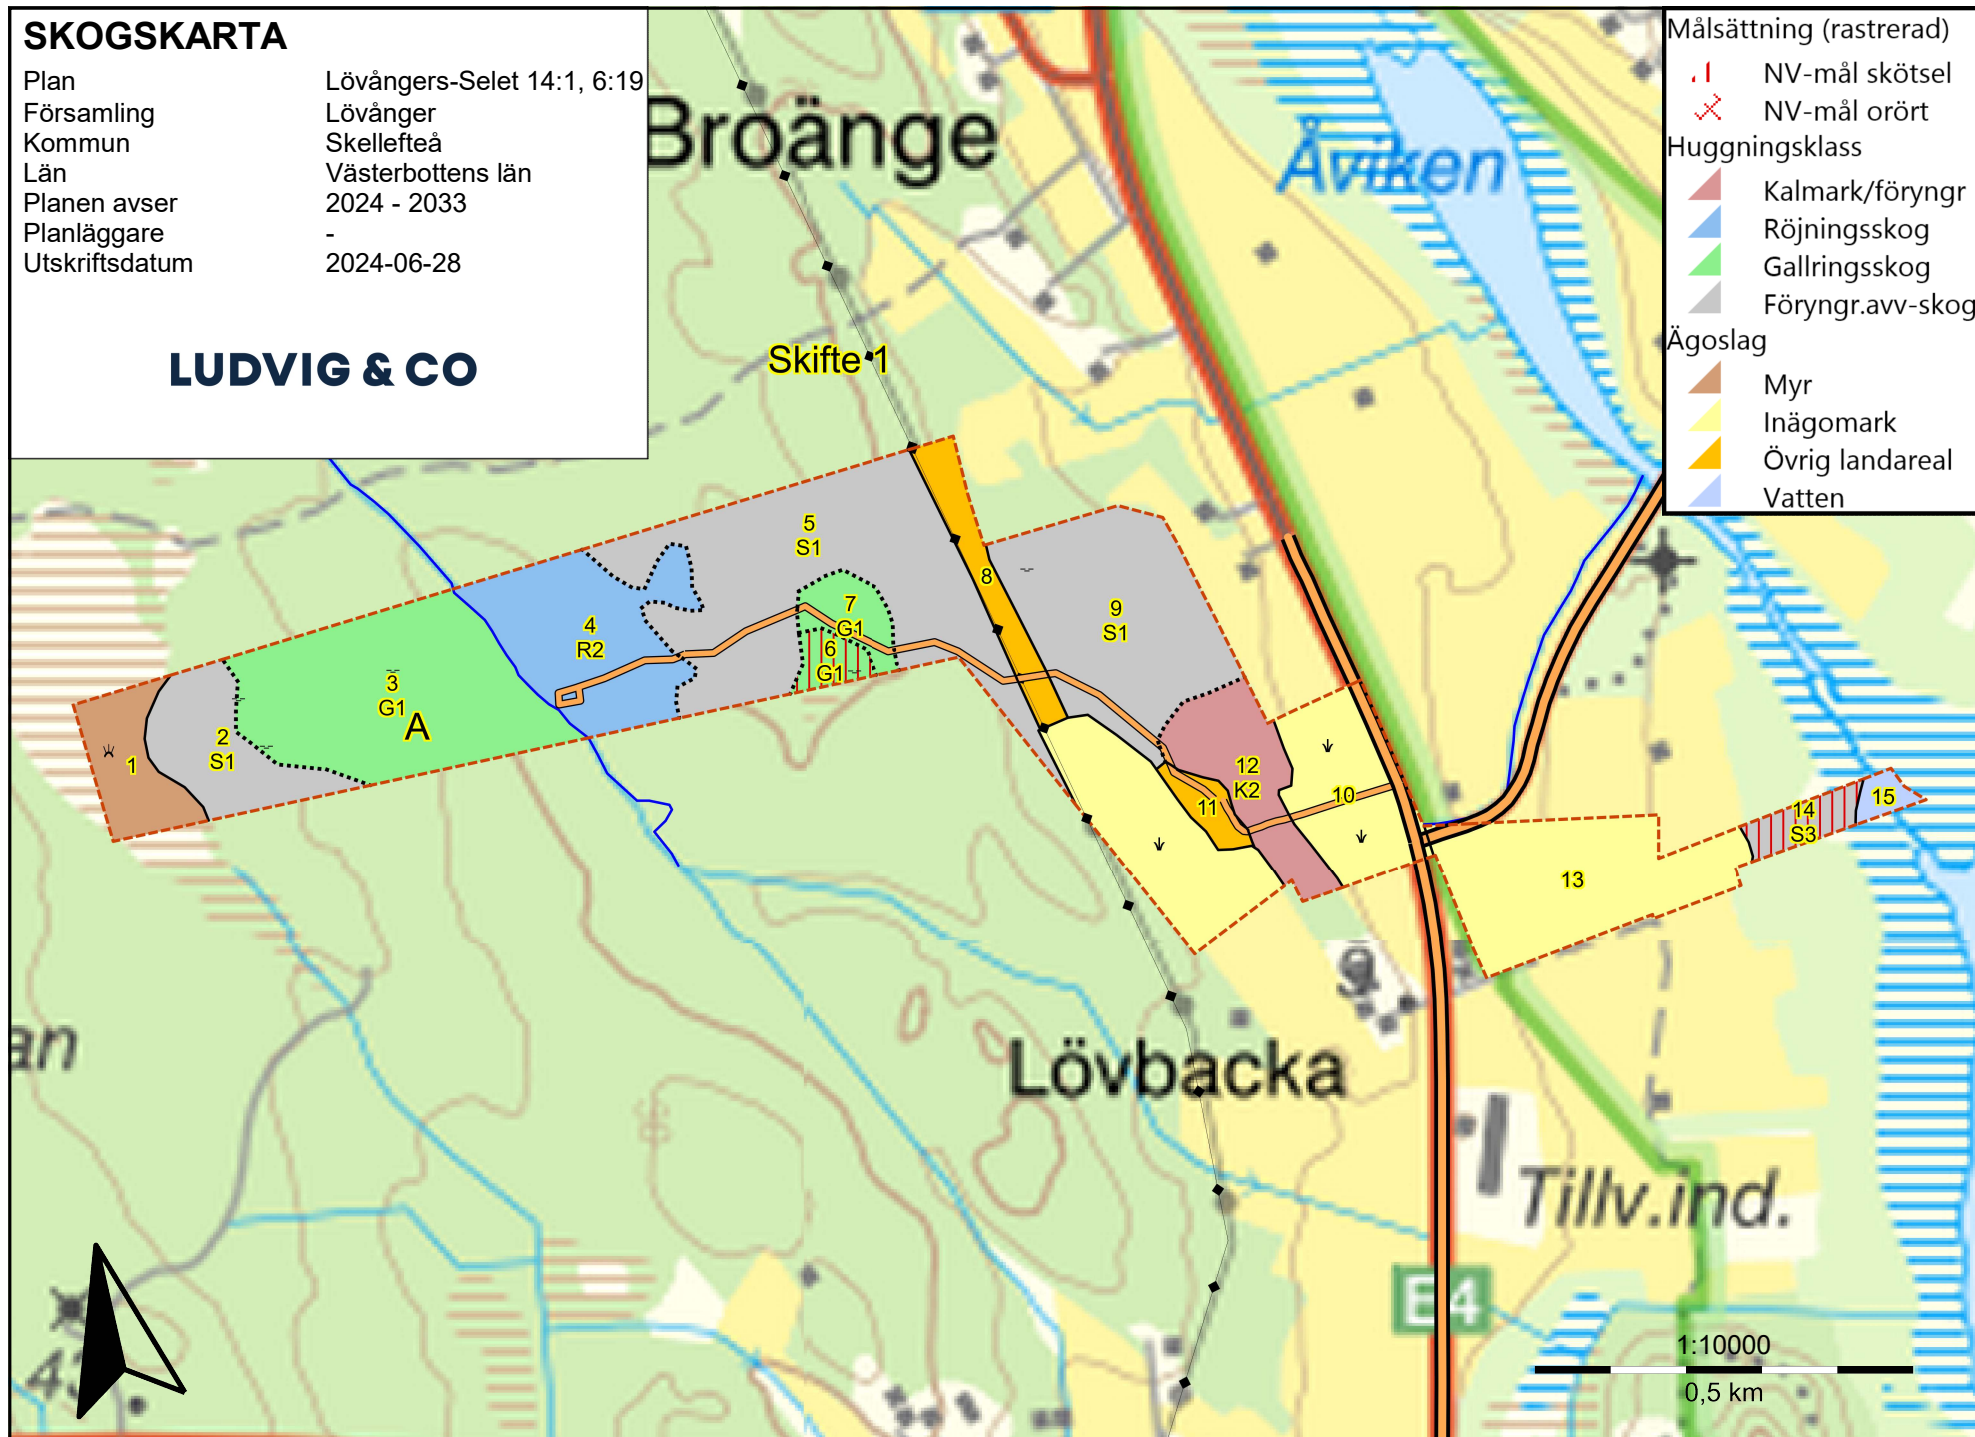 SKOGSKARTA
Plan Lövångers-Selet 14:1, 6:19
Församling Lövånger
Kommun Skellefteå
Län Västerbottens län
Planen avser 2024 - 2033
Planläggare -
Utskriftsdatum 2024-06-28
LUDVIG & CO
Målsättning (rastrerad)
NV-mål skötsel
NV-mål orört
Huggningsklass
Kalmark/föryngr
Röjningsskog
Gallringsskog
Föryngr.avv-skog
Ägoslag
Myr
Inägomark
Övrig landareal
Vatten
Broänge
Åviken
Skifte 1
5
S1
8
7
G1
9
S1
4
R2
6
G1
3
G1
A
2
S1
1
12
K2
10
11
15
14
S3
13
an
Lövbacka
Tillv.ind.
E4
1:10000
0,5 km